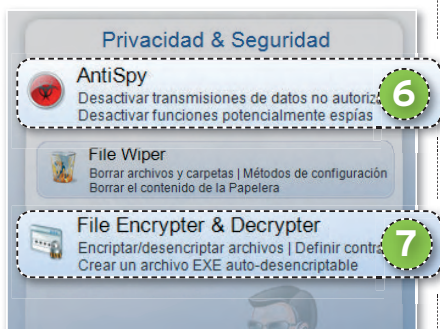 Privacidad & Seguridad
AntiSpy
Desactivar transmisiones de datos no
Desactivar funciones potencialmente espías
6
File Wiper
Borrar archivos y carpetas | Métodos de configuración
Borrar el contenido de la Papelera
File Encrypter & Decrypter
Encriptar/desencriptar archivos | Definir
Crear un archivo EXE auto-desencriptable
7